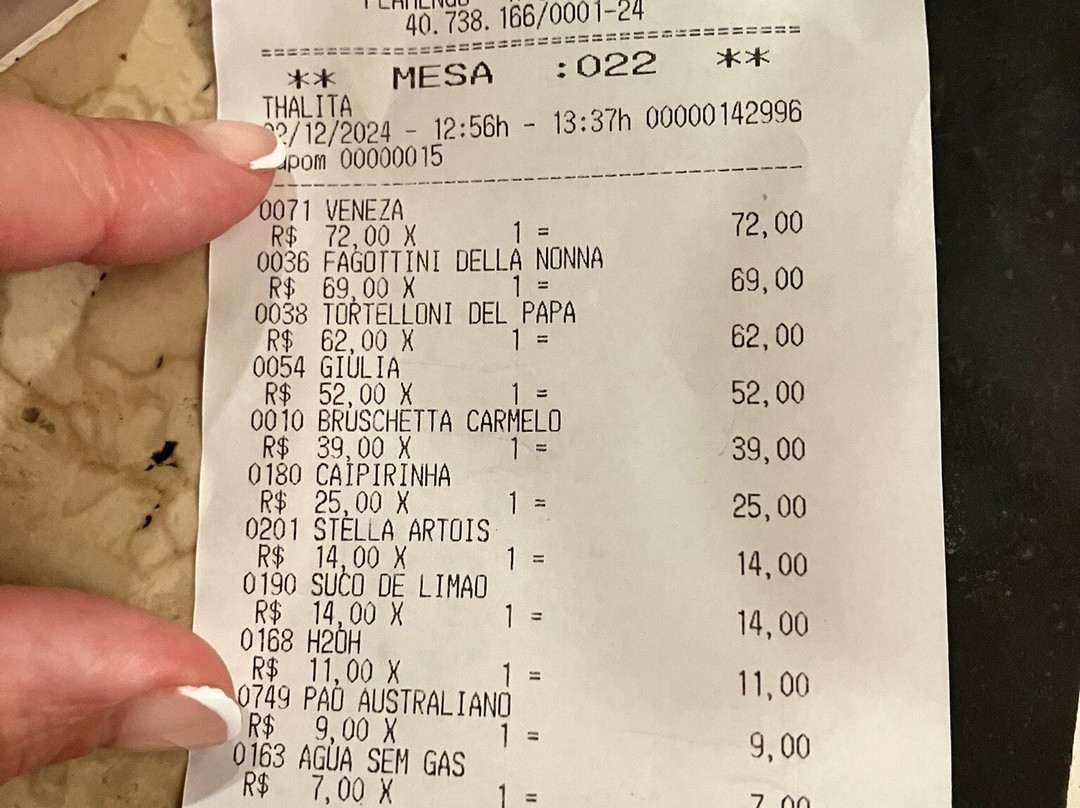 40.738.166/0001-24
** MESA :022 **
THALITA
/12/2024 - 12:56h - 13:37h 00000142996
pom 00000015
0071 VENEZA
R$ 72,00 X 1 = 72,00
0036 FAGOTTINI DELLA NONNA
R$ 69,00 X 1 = 69,00
0038 TORTELLONI DEL PAPA
R$ 62,00 X 1 = 62,00
0054 GIULIA
R$ 52,00 X 1 = 52,00
0010 BRUSCHETTA CARMELO
R$ 39,00 X 1 = 39,00
0180 CAIPIRINHA
R$ 25,00 X 1 = 25,00
0201 STELLA ARTOIS
R$ 14,00 X 1 = 14,00
0190 SUCO DE LIMAO
R$ 14,00 X 1 = 14,00
0168 H2OH
R$ 11,00 X 1 = 11,00
0749 PAO AUSTRALIANO
R$ 9,00 X 1 = 9,00
0163 AGUA SEM GAS
R$ 7,00 X 1 = 7,00